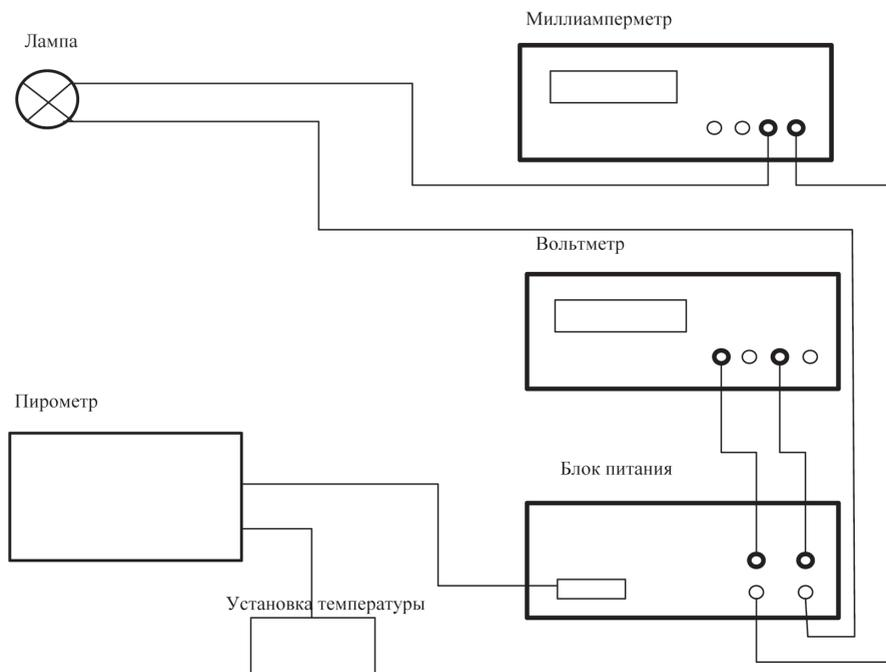 Миллиамперметр
Лампа
Вольтметр
Пирометр
Блок питания
Установка температуры